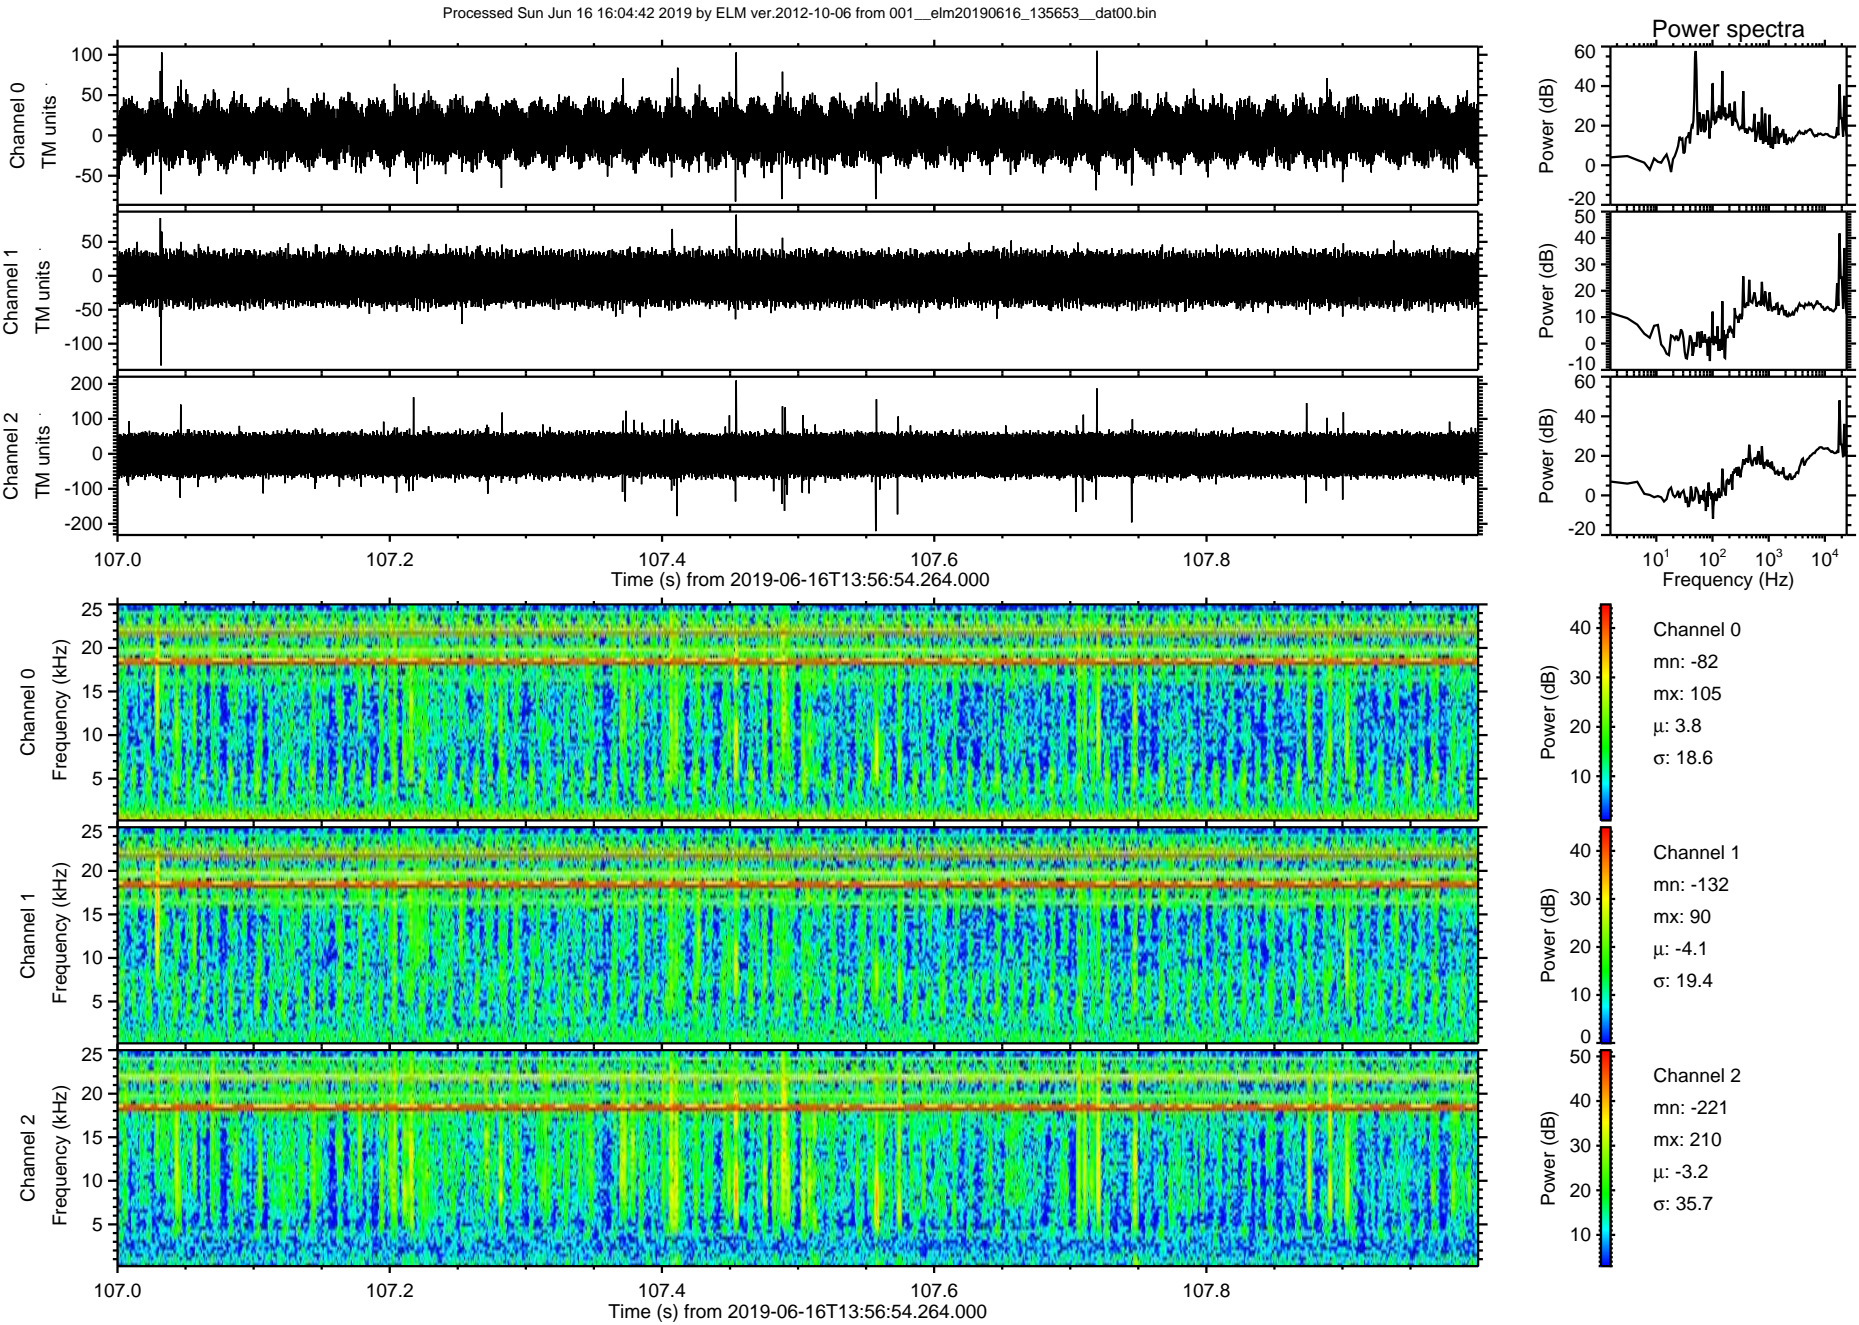 Processed Sun Jun 16 16:04:42 2019 by ELM ver.2012-10-06 from 001__elm20190616_135653__dat00.bin
Power spectra
Channel 0
TM units
100
50
0
-50
Power (dB)
60
40
20
0
-20
Channel 1
TM units
50
0
-50
-100
Power (dB)
50
40
30
20
10
0
-10
Channel 2
TM units
200
100
0
-100
-200
Power (dB)
60
40
20
0
-20
107.0 107.2 107.4 107.6 107.8
Time (s) from 2019-06-16T13:56:54.264.000
10¹ 10² 10³ 10⁴
Frequency (Hz)
Channel 0
Frequency (kHz)
25
20
15
10
5
Power (dB)
40
30
20
10
Channel 0
mn: -82
mx: 105
µ: 3.8
σ: 18.6
Channel 1
Frequency (kHz)
25
20
15
10
5
Power (dB)
40
30
20
10
0
Channel 1
mn: -132
mx: 90
µ: -4.1
σ: 19.4
Channel 2
Frequency (kHz)
25
20
15
10
5
Power (dB)
50
40
30
20
10
Channel 2
mn: -221
mx: 210
µ: -3.2
σ: 35.7
107.0 107.2 107.4 107.6 107.8
Time (s) from 2019-06-16T13:56:54.264.000